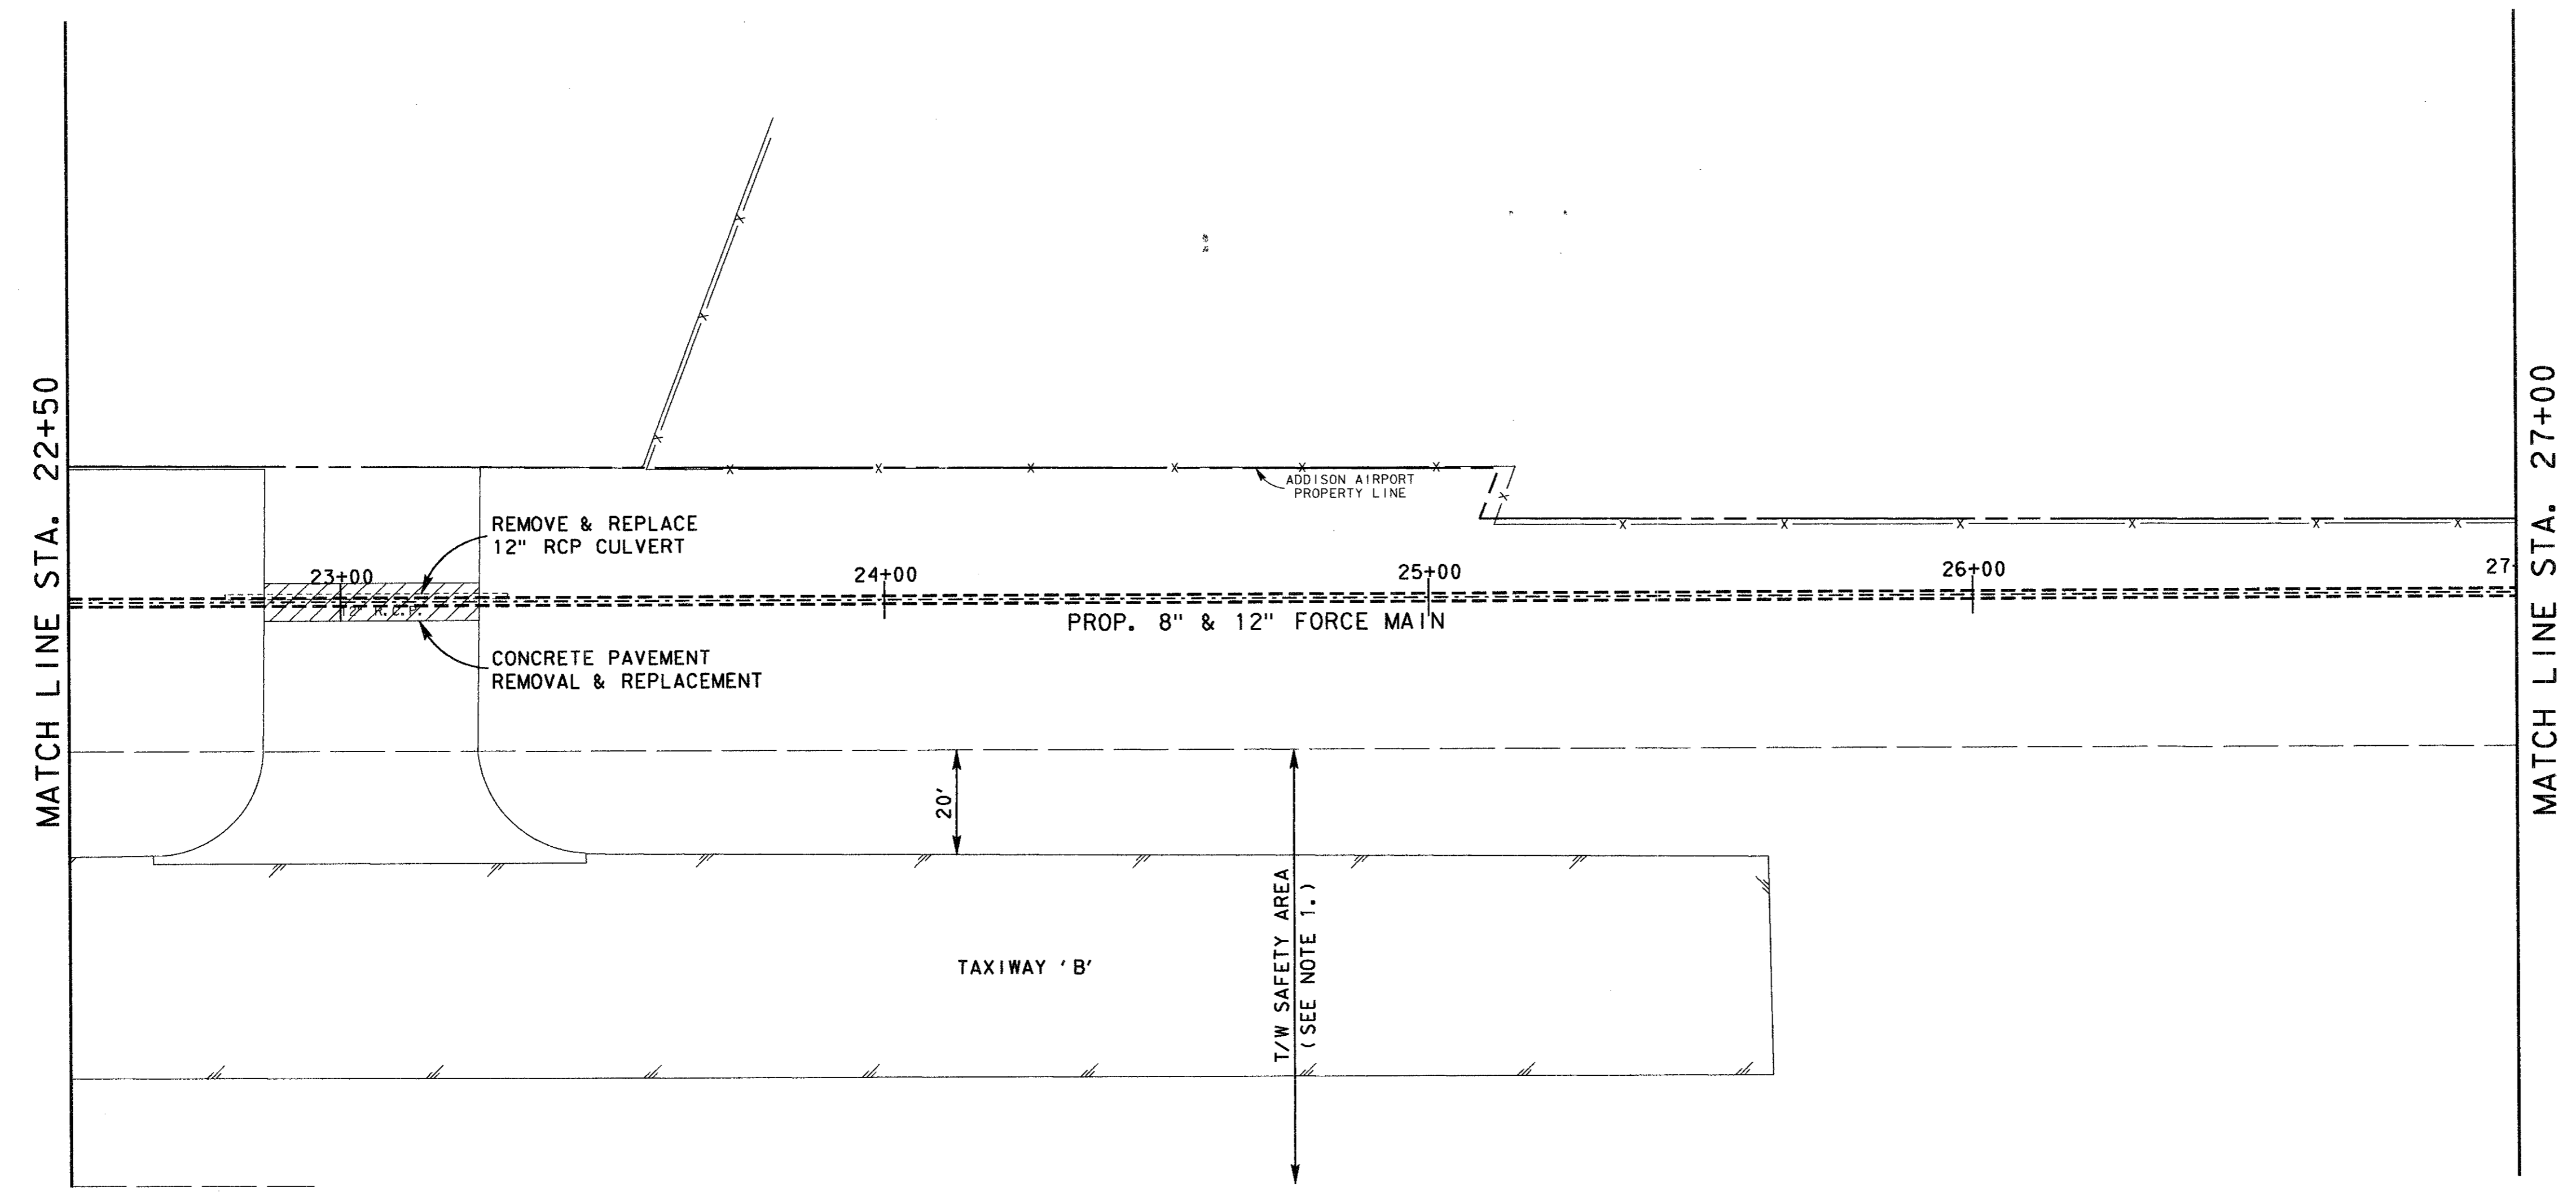 MATCH LINE STA. 22+50
MATCH LINE STA. 27+00
ADDISON AIRPORT
PROPERTY LINE
REMOVE & REPLACE
12" RCP CULVERT
23+00
24+00
25+00
26+00
27+
12" R.C.P.
PROP. 8" & 12" FORCE MAIN
CONCRETE PAVEMENT
REMOVAL & REPLACEMENT
20'
T/W SAFETY AREA
(SEE NOTE 1.)
TAXIWAY 'B'